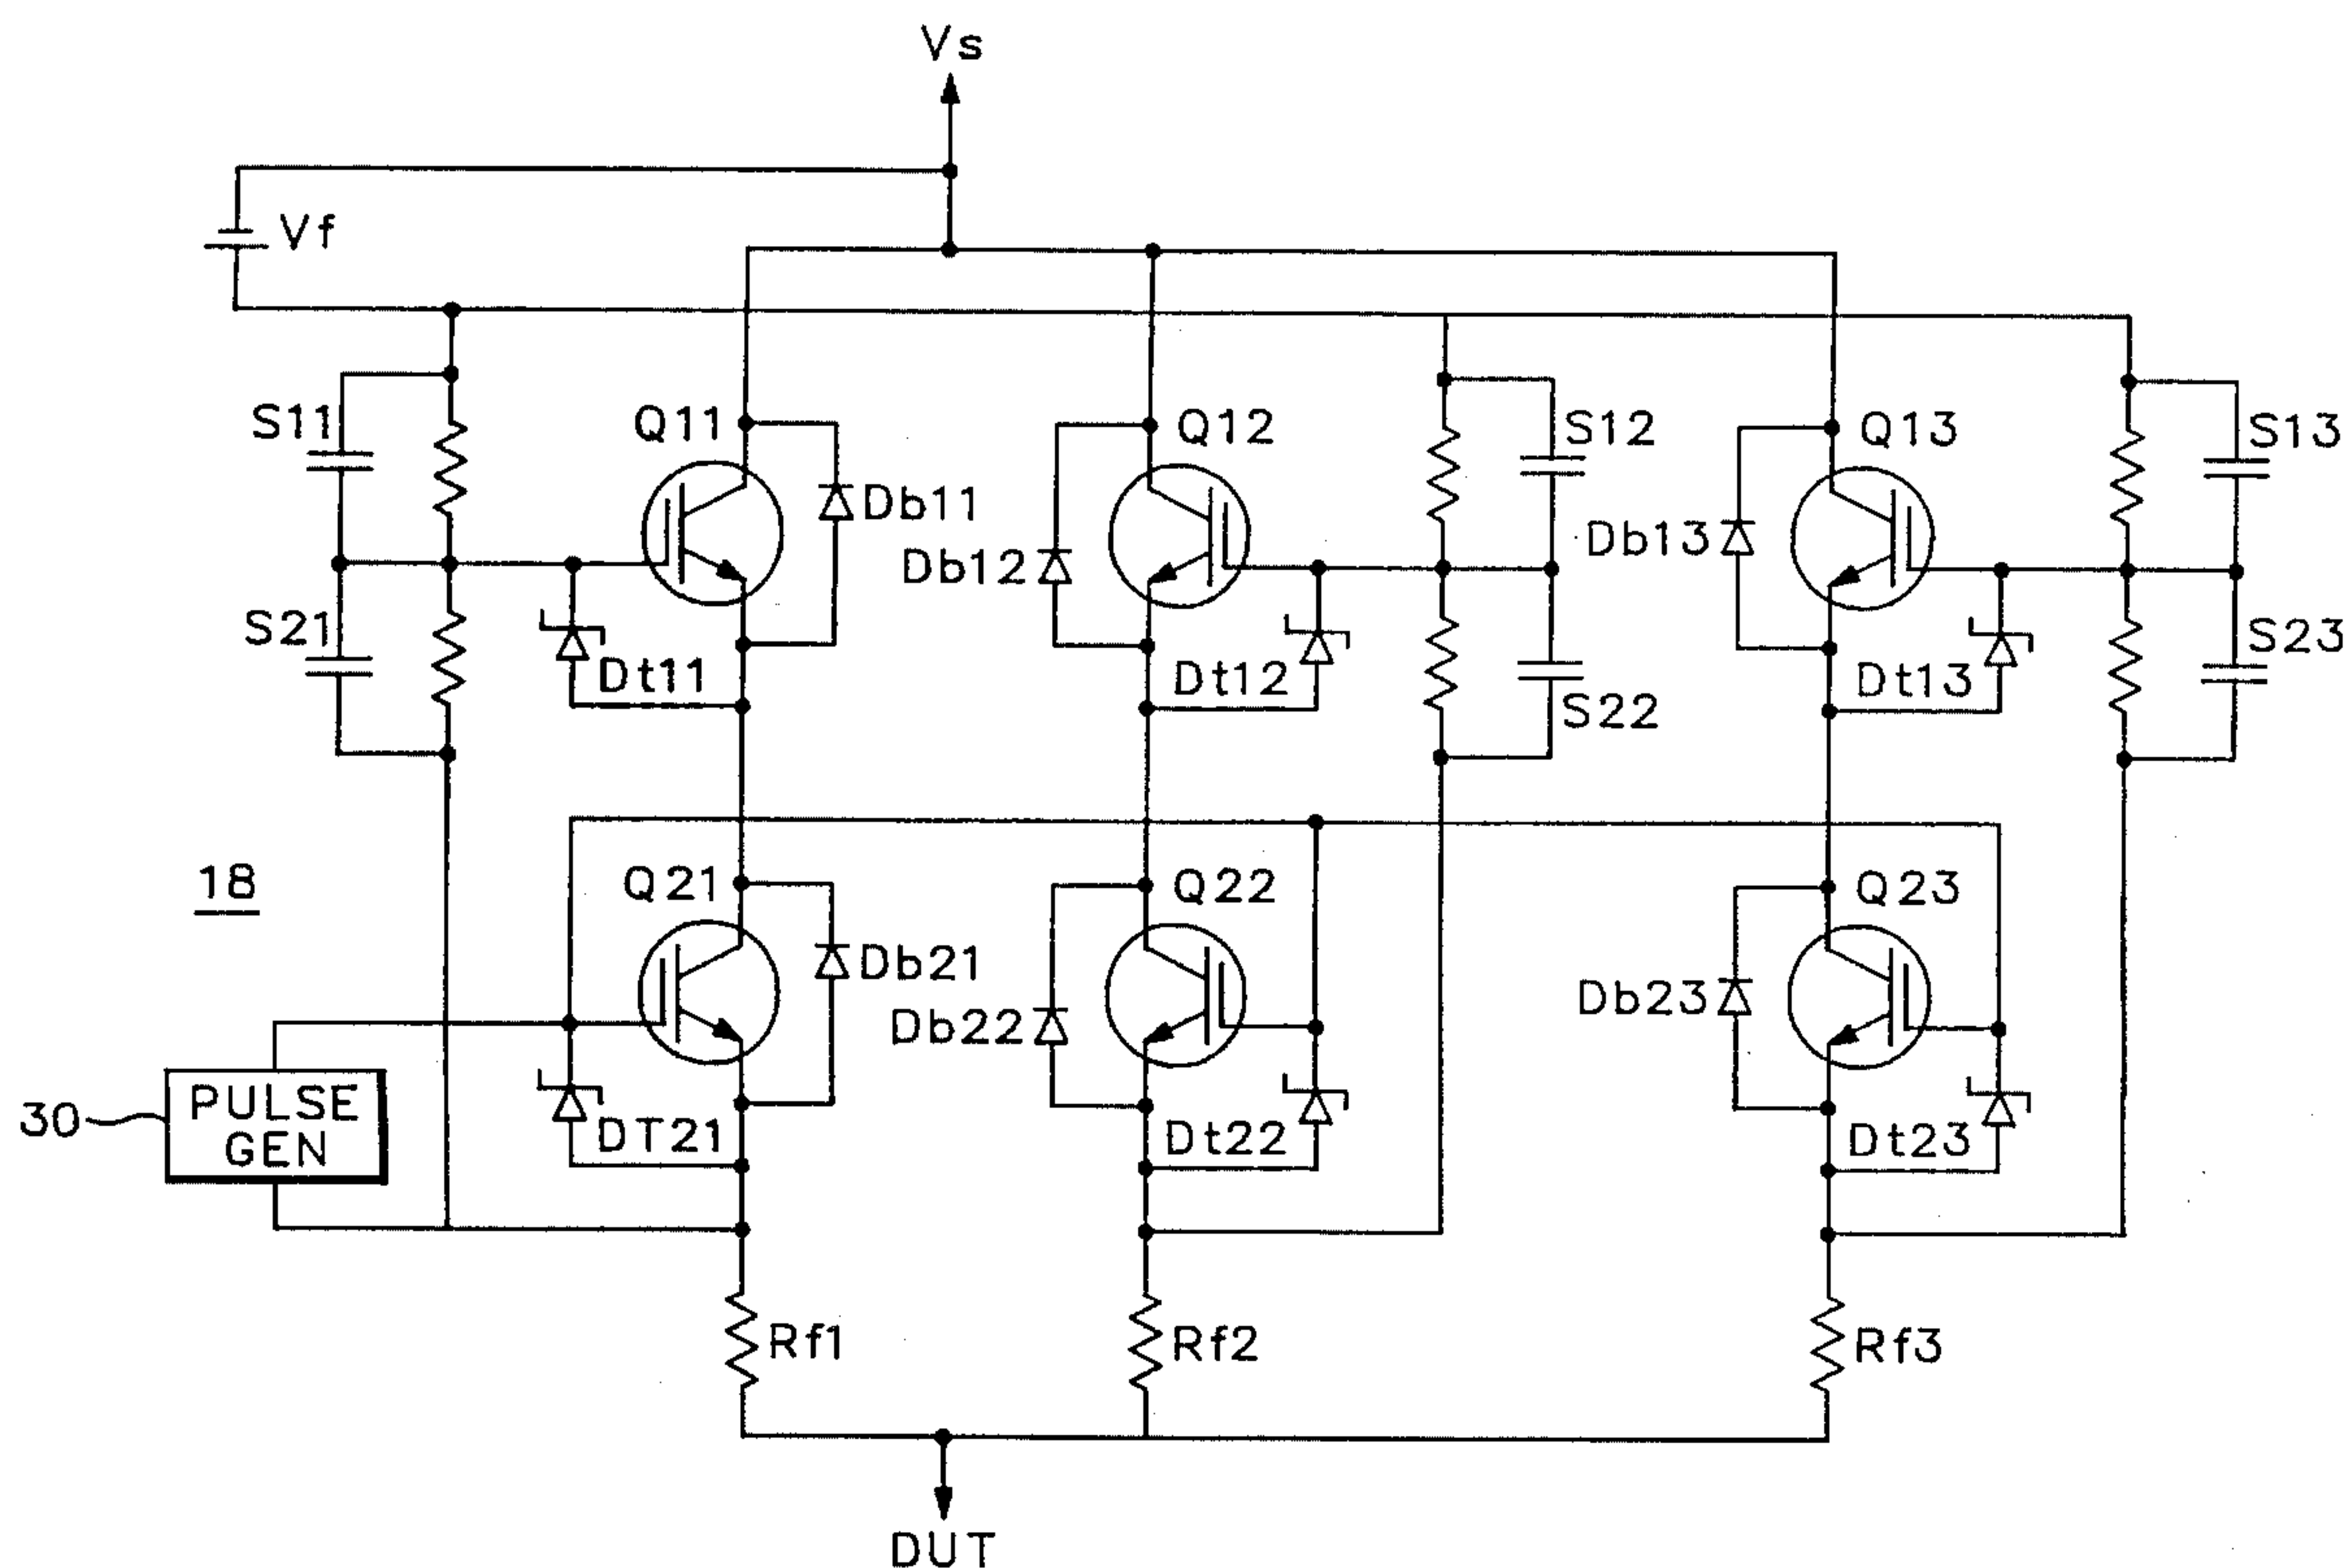 Vs
Vf
S11
Q11
Q12
S12
Q13
S13
Db11
Db12
Db13
S21
Dt11
Dt12
S22
Dt13
S23
18
Q21
Q22
Q23
Db21
Db22
Db23
30
PULSE
GEN
DT21
Dt22
Dt23
Rf1
Rf2
Rf3
DUT